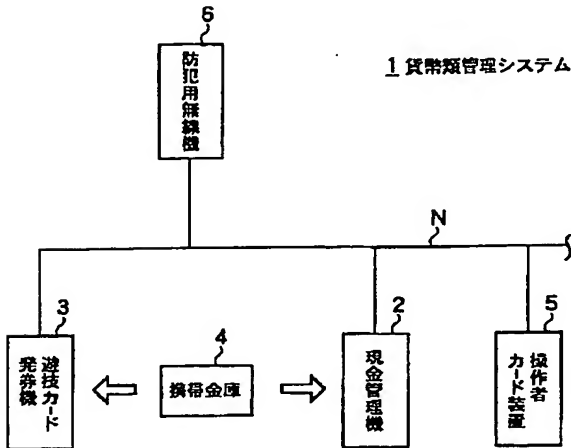 6
防犯用無線機
1 貨幣類管理システム
N
3
遊技カード
発券機
4
携帯金庫
2
現金管理機
5
操作者
カード装置